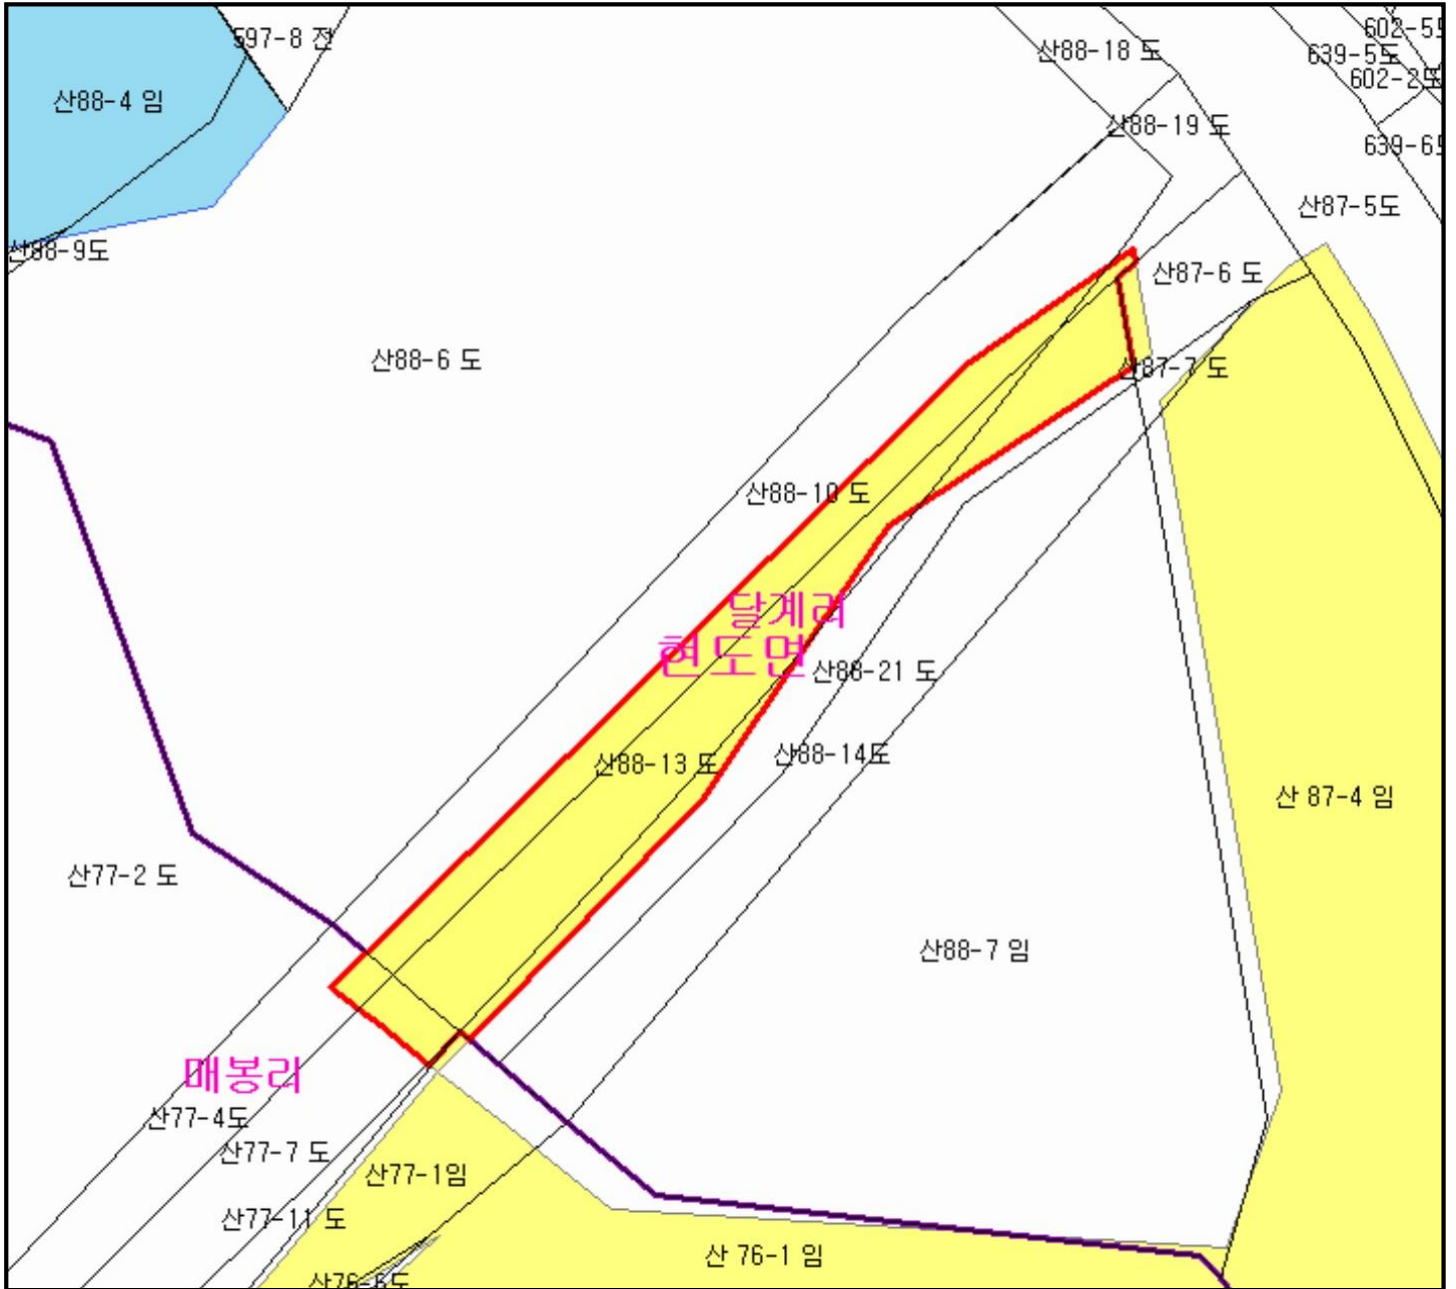 597-8 전
602-5
산88-18 도
639-5도
602-2도
산88-4 임
산88-19 도
639-6
산87-5도
산88-9도
산87-6 도
산88-6 도
산87-7 도
산88-10 도
달계리
현도면
산88-21 도
산88-14도
산88-13 도
산 87-4 임
산77-2 도
산88-7 임
매봉리
산77-4도
산77-7 도
산77-1임
산77-11 도
산 76-1 임
산76-6도